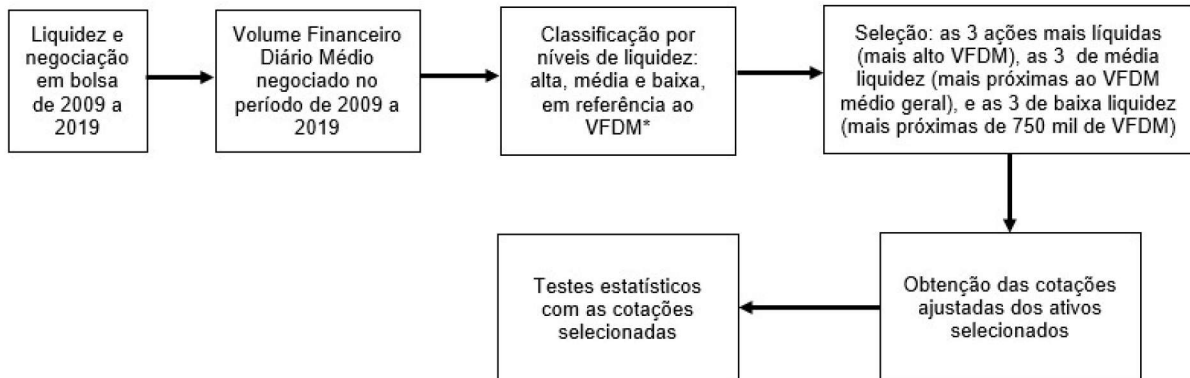 Liquidez e
negociação
em bolsa
de 2009 a
2019
Volume Financeiro
Diário Médio
negociado no
período de 2009 a
2019
Classificação por
níveis de liquidez:
alta, média e baixa,
em referência ao
VFDM*
Seleção: as 3 ações mais líquidas
(mais alto VFDM), as 3 de média
liquidez (mais próximas ao VFDM
médio geral), e as 3 de baixa liquidez
(mais próximas de 750 mil de VFDM)
Obtenção das cotações
ajustadas dos ativos
selecionados
Testes estatísticos
com as cotações
selecionadas